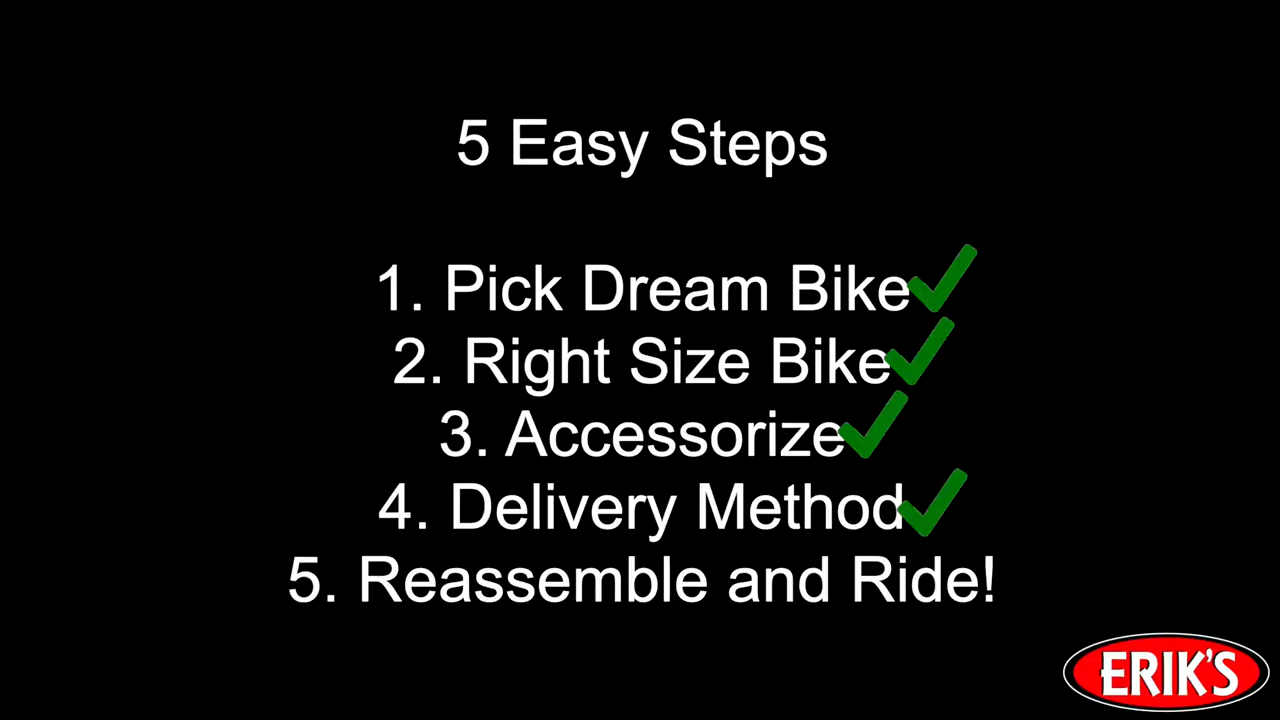 5 Easy Steps
1. Pick Dream Bike
2. Right Size Bike
3. Accessorize
4. Delivery Method
5. Reassemble and Ride!
ERIK'S